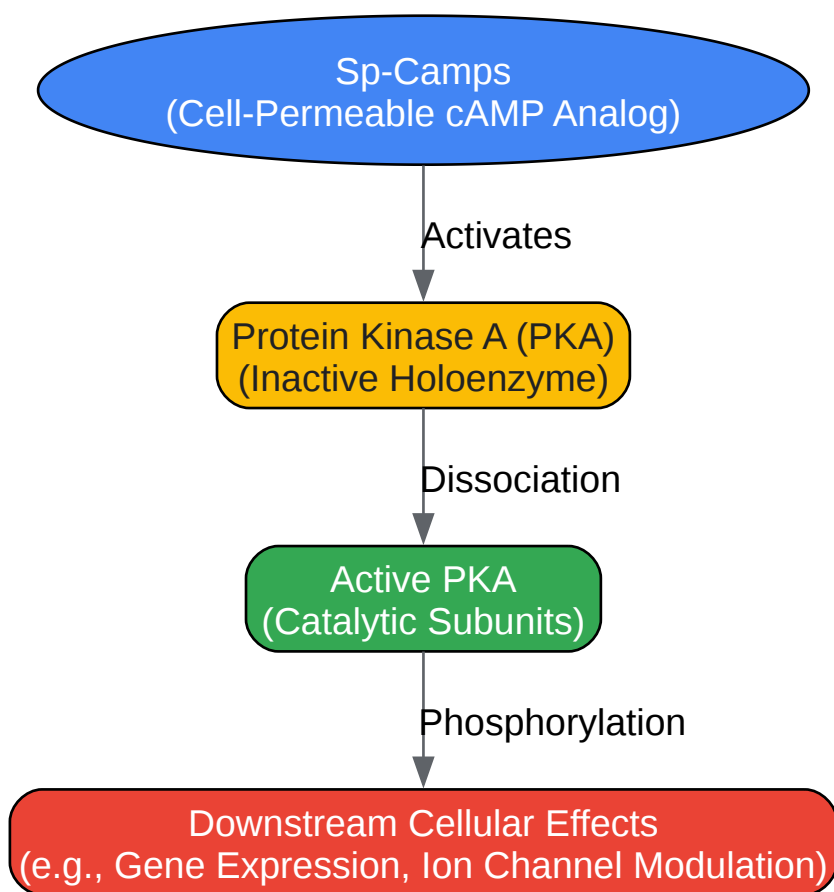 Sp-Camps
(Cell-Permeable cAMP Analog)
Activates
Protein Kinase A (PKA)
(Inactive Holoenzyme)
Dissociation
Active PKA
(Catalytic Subunits)
Phosphorylation
Downstream Cellular Effects
(e.g., Gene Expression, Ion Channel Modulation)